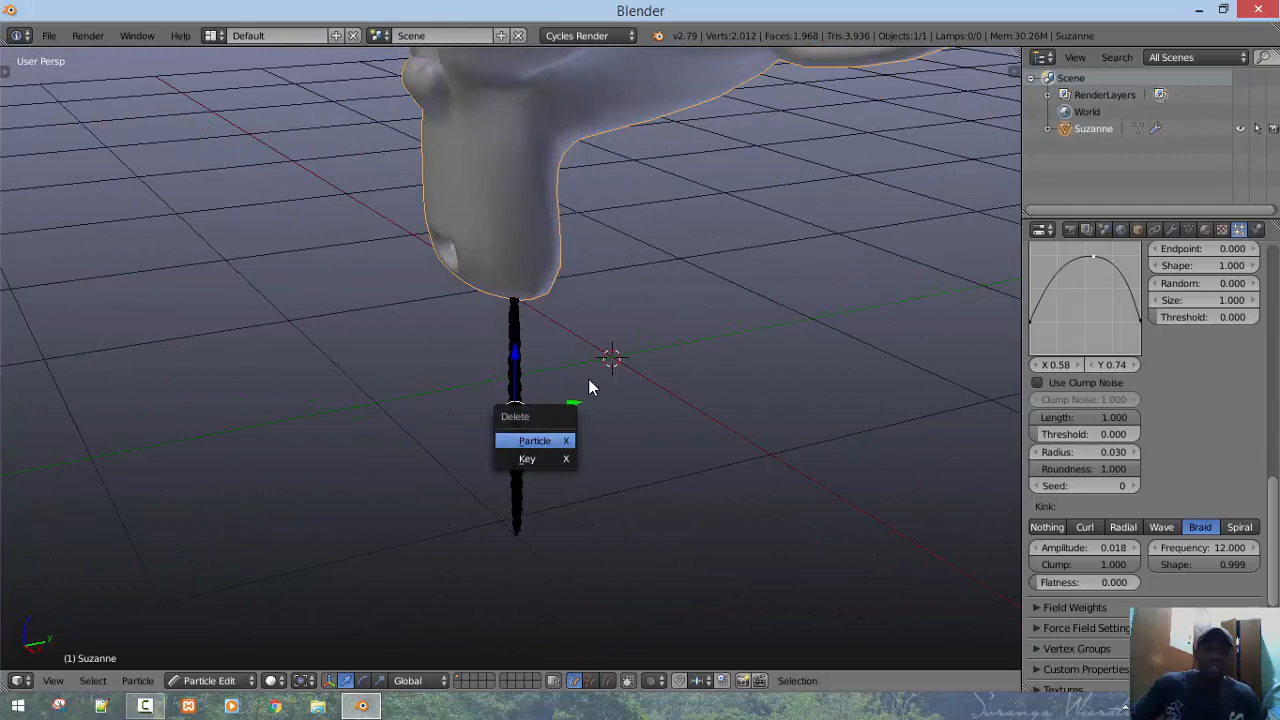 Blender
File Render Window Help Default Scene Cycles Render v2.79 | Verts:2,012 | Faces:1,968 | Tris:3,936 | Objects:1/1 | Lamps:0/0 | Mem:30.26M | Suzanne
User Persp
View Search All Scenes
Scene
RenderLayers
World
Suzanne
Endpoint: 0.000
Shape: 1.000
Random: 0.000
Size: 1.000
Threshold: 0.000
X 0.58 Y 0.74
Use Clump Noise
Clump Noise: 1.000
Length: 1.000
Threshold: 0.000
Radius: 0.030
Roundness: 1.000
Seed: 0
Kink:
Nothing Curl Radial Wave Braid Spiral
Amplitude: 0.018 Frequency: 12.000
Clump: 1.000 Shape: 0.999
Flatness: 0.000
Field Weights
Force Field Setting
Vertex Groups
Custom Properties
Textures
Delete
Particle X
Key X
z
y
(1) Suzanne
View Select Particle Particle Edit Global Selection